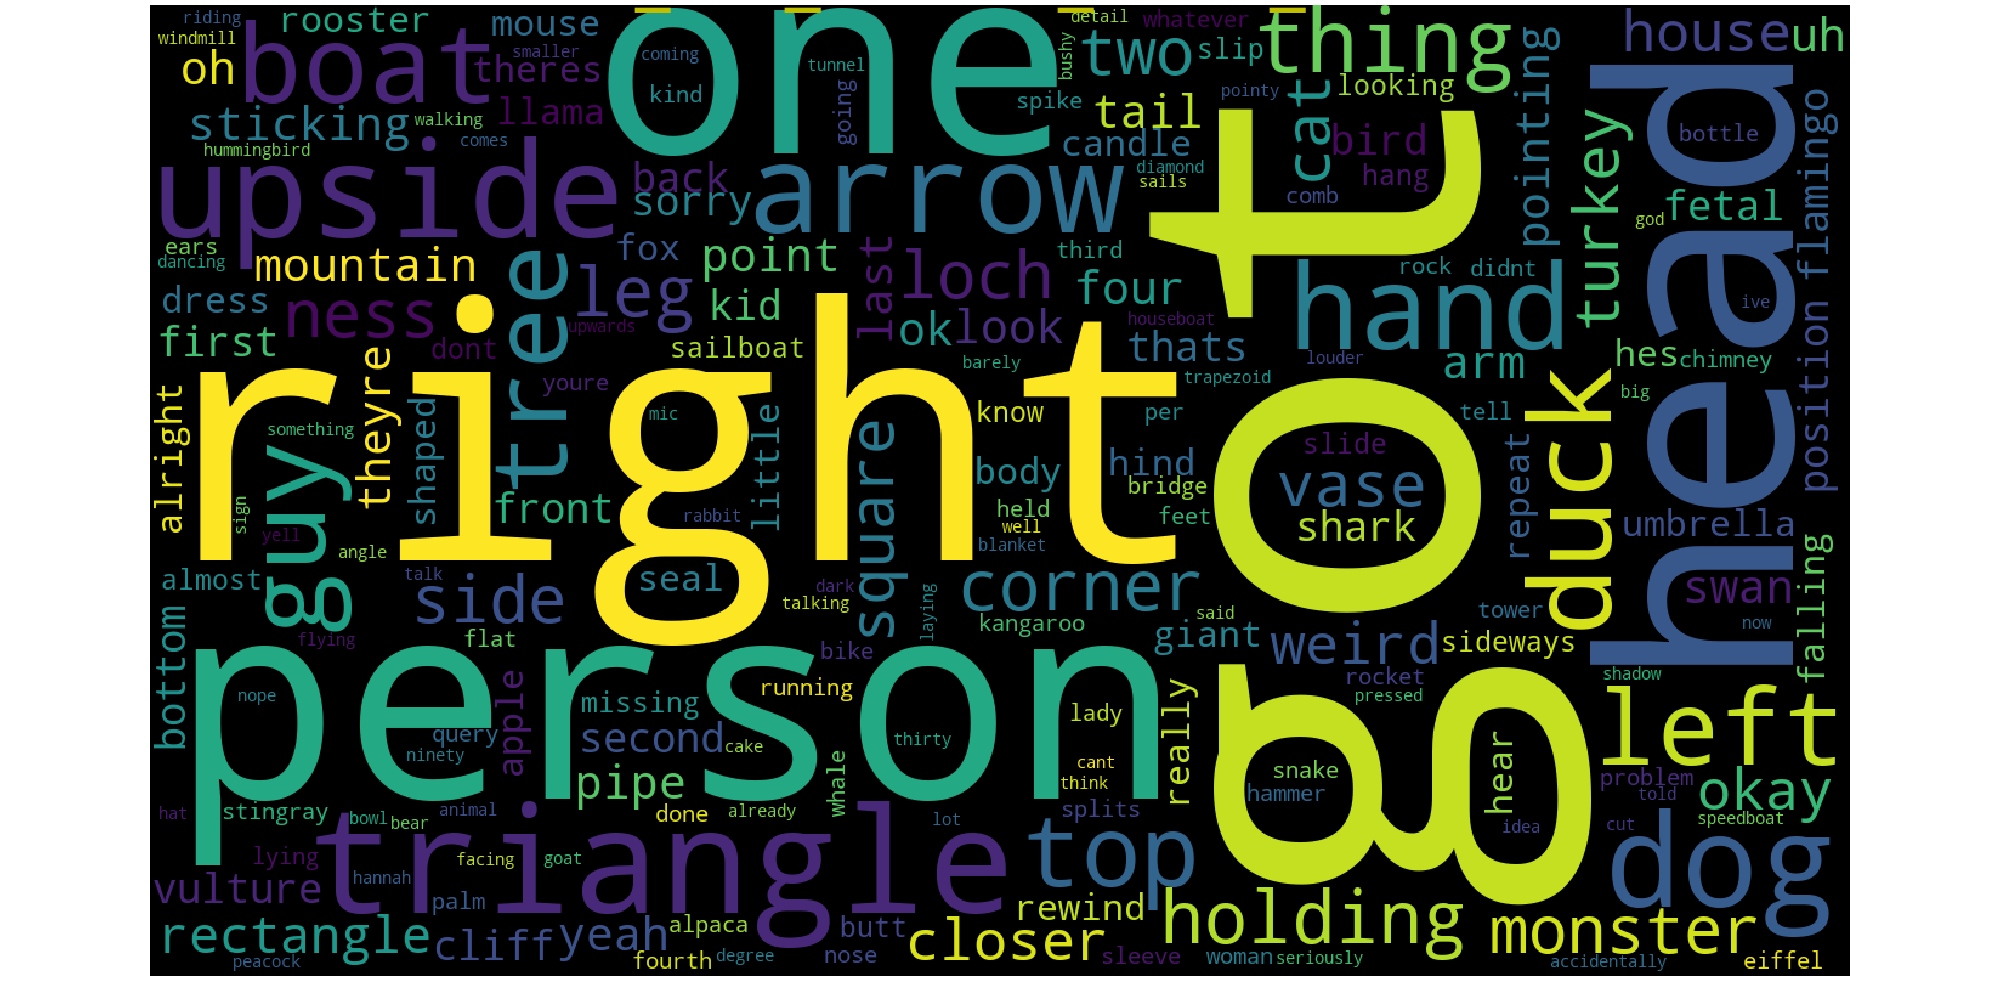 riding
rooster
mouse
one
detail
whatever
thing
house
uh
windmill
oh
boat
smaller
theres
coming
tunnel
bushy
two
slip
looking
pointing
kind
llama
sticking
walking
comes
hummingbird
going
spike
tail
pointy
cat
bird
hang
bottle
flamingo
upside
back
sorry
arrow
candle
diamond
sails
comb
turkey
god
fetal
head
got
ears
dancing
mountain
tree
fox
leg
point
last
loch
third
four
rock
didnt
hand
position
ive
dress
ness
first
dont
upwards
kid
sailboat
ok
look
houseboat
thats
barely
trapezoid
louder
arm
hes
chimney
big
right
alright
theyre
shaped
youre
mic
little
square
know
per
tell
repeat
duck
guy
something
sign
yell
angle
front
rabbit
body
hind
bridge
held
well
feet
blanket
slide
vase
shark
umbrella
falling
almost
talk
side
seal
dark
talking
laying
corner
said
kangaroo
giant
weird
tower
sideways
swan
now
bottom
flying
flat
bike
person
nope
apple
missing
running
lady
really
rocket
pressed
shadow
left
query
ninety
second
cake
thirty
whale
cant
think
snake
hammer
hear
idea
problem
told
okay
hat
stingray
bowl
bear
animal
pipe
done
already
lot
splits
cut
speedboat
triangle
lying
facing
goat
top
dog
vulture
hannah
palm
alpaca
butt
rewind
holding
monster
rectangle
cliff
yeah
closer
sleeve
peacock
fourth
degree
nose
woman
seriously
accidentally
eiffel